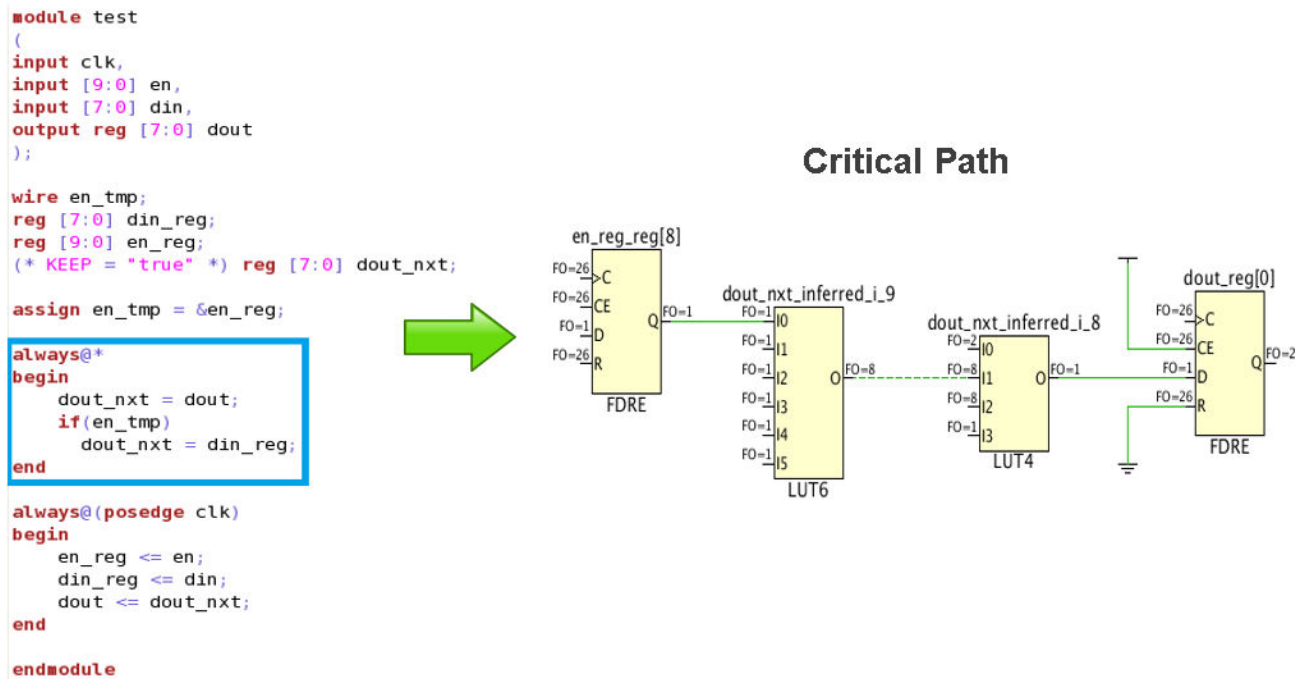 module test
(
input clk,
input [9:0] en,
input [7:0] din,
output reg [7:0] dout
);
wire en_tmp;
reg [7:0] din_reg;
reg [9:0] en_reg;
(* KEEP = "true" *) reg [7:0] dout_nxt;
assign en_tmp = &en_reg;
always@*
begin
dout_nxt = dout;
if(en_tmp)
dout_nxt = din_reg;
end
always@(posedge clk)
begin
en_reg <= en;
din_reg <= din;
dout <= dout_nxt;
end
endmodule
Critical Path
en_reg_reg[8]
FO=26 C
FO=26 CE
FO=1 D Q FO=1
FO=26 R
FDRE
dout_nxt_inferred_i_9
FO=1 I0
FO=1 I1
FO=1 I2 O FO=8
FO=1 I3
FO=1 I4
FO=1 I5
LUT6
dout_nxt_inferred_i_8
FO=2 I0
FO=8 I1 O FO=1
FO=8 I2
FO=1 I3
LUT4
dout_reg[0]
FO=26 C
FO=26 CE Q FO=2
FO=1 D
FO=26 R
FDRE